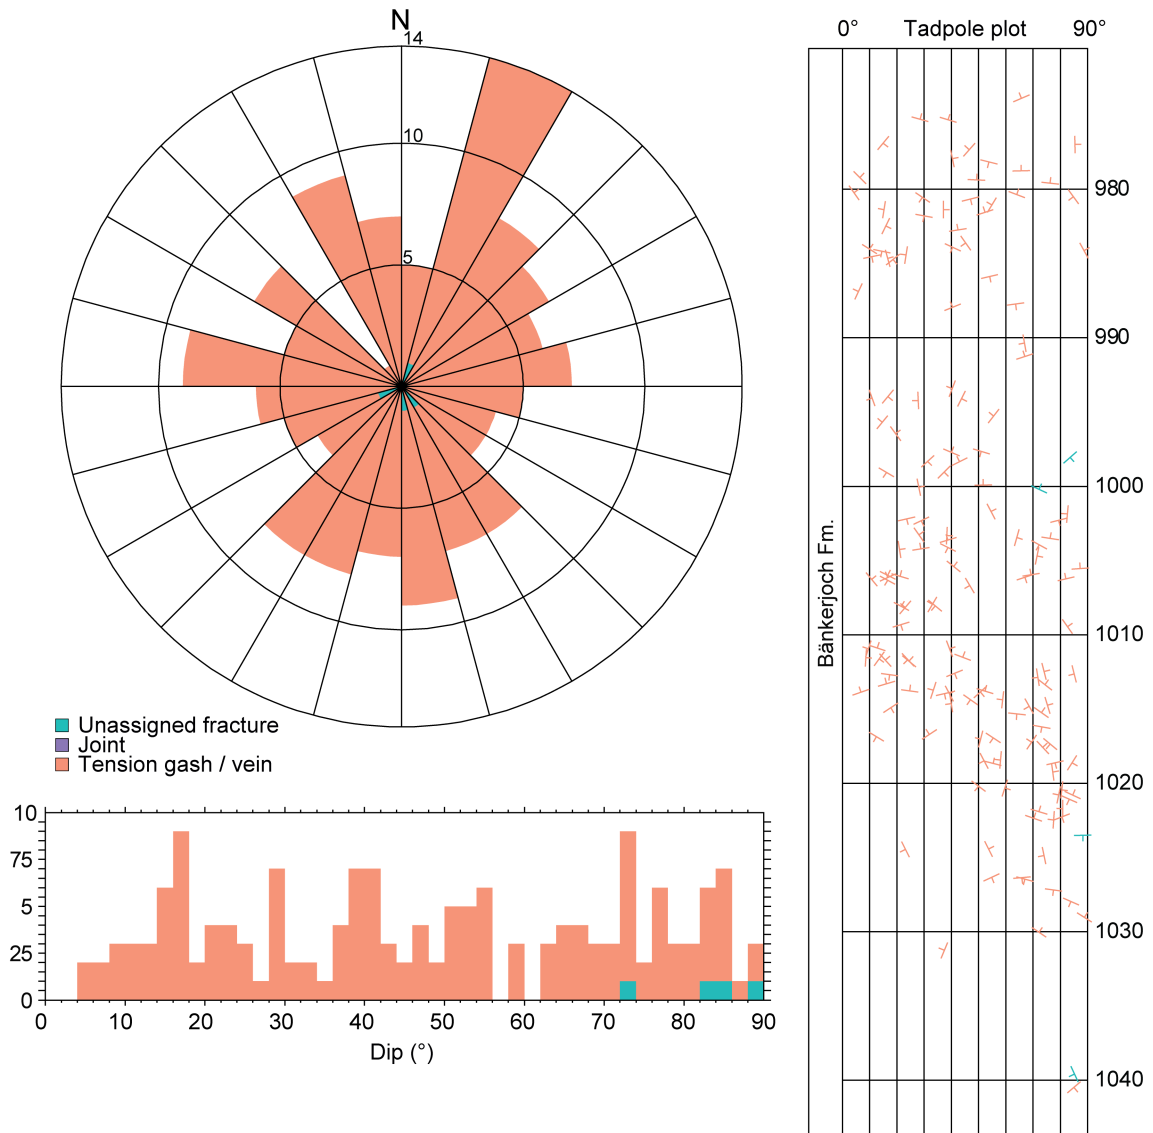 N
14
10
5
Unassigned fracture
Joint
Tension gash / vein
10
75
5
25
0
0 10 20 30 40 50 60 70 80 90
Dip (°)
0° Tadpole plot 90°
Bänkerjoch Fm.
980
990
1000
1010
1020
1030
1040